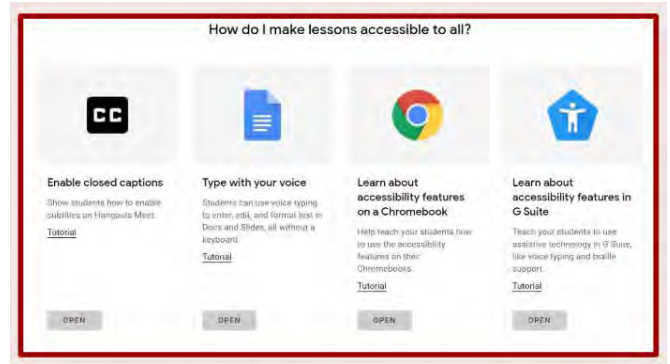 How do I make lessons accessible to all?
CC
Enable closed captions
Show students how to enable
subtitles on Hangouts Meet.
Tutorial
OPEN
Type with your voice
Students can use voice typing
to enter, edit, and format text in
Docs and Slides, all without a
keyboard.
Tutorial
OPEN
Learn about
accessibility features
on a Chromebook
Help teach your students how
to use the accessibility
features on their
Chromebooks.
Tutorial
OPEN
Learn about
accessibility features in
G Suite
Teach your students to use
assistive technology in G Suite,
like voice typing and braille
support.
Tutorial
OPEN